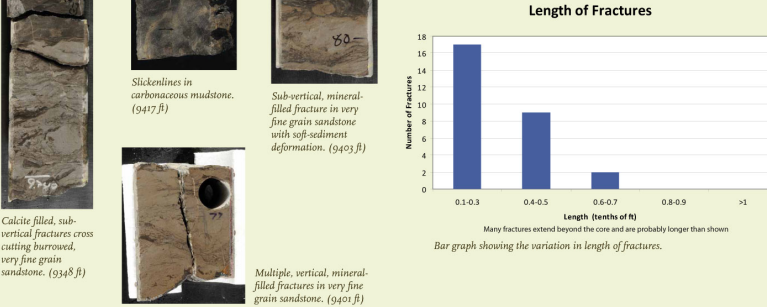 Slickenlines in
carbonaceous mudstone.
(9417 ft)
80-
Sub-vertical, mineral-
filled fracture in very
fine grain sandstone
with soft-sediment
deformation. (9403 ft)
Calcite filled, sub-
vertical fractures cross
cutting burrowed,
very fine grain
sandstone. (9348 ft)
Multiple, vertical, mineral-
filled fractures in very fine
grain sandstone. (9401 ft)
Length of Fractures
Number of Fractures
18
16
14
12
10
8
6
4
2
0
0.1-0.3 0.4-0.5 0.6-0.7 0.8-0.9 >1
Length (tenths of ft)
Many fractures extend beyond the core and are probably longer than shown
Bar graph showing the variation in length of fractures.